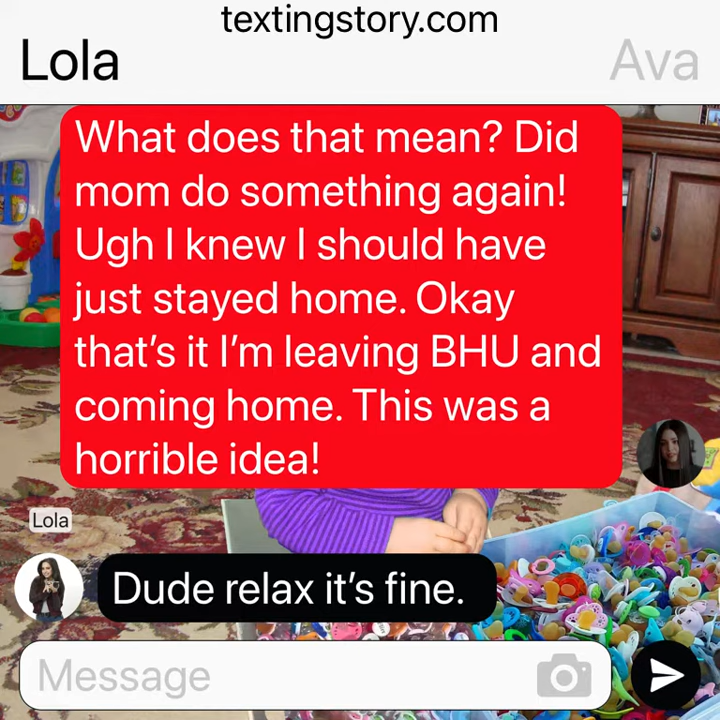 textingstory.com
Lola
Ava
What does that mean? Did
mom do something again!
Ugh I knew I should have
just stayed home. Okay
that's it I'm leaving BHU and
coming home. This was a
horrible idea!
Lola
Dude relax it's fine.
Message